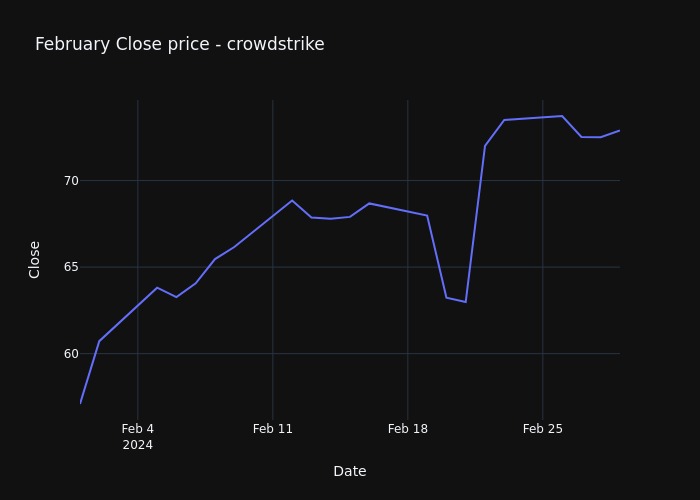 February Close price - crowdstrike
Close
70
65
60
Feb 4
2024
Feb 11
Feb 18
Feb 25
Date